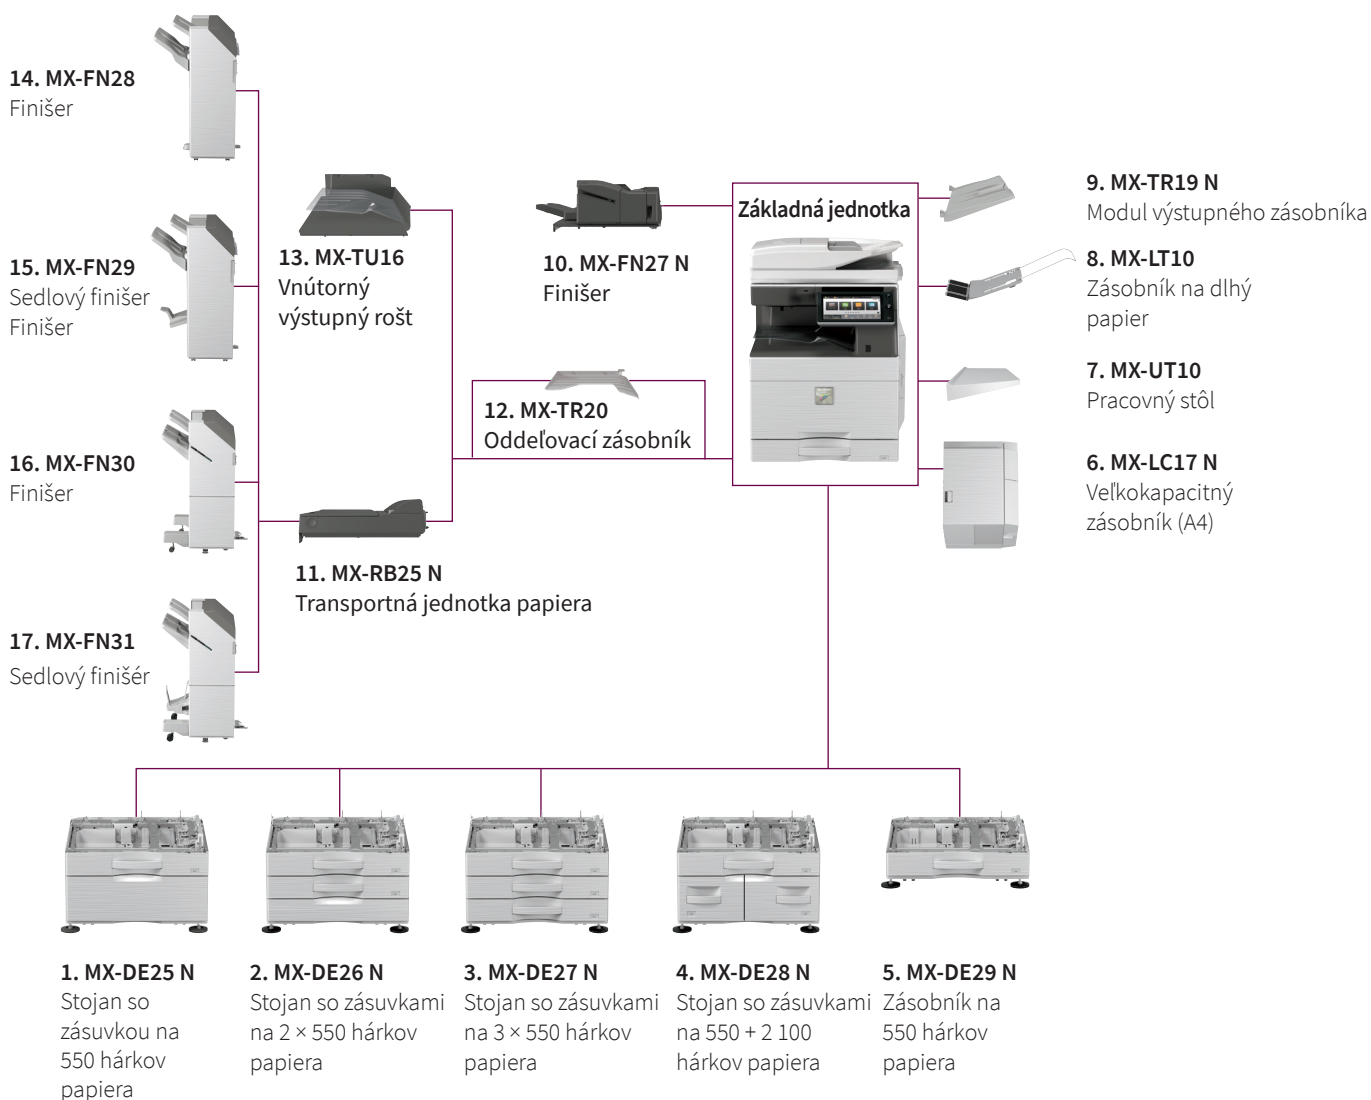 14. MX-FN28
Finišer
15. MX-FN29
Sedlový finišer
Finišer
16. MX-FN30
Finišer
17. MX-FN31
Sedlový finišér
13. MX-TU16
Vnútorný
výstupný rošt
10. MX-FN27 N
Finišer
12. MX-TR20
Oddeľovací zásobník
11. MX-RB25 N
Transportná jednotka papiera
Základná jednotka
9. MX-TR19 N
Modul výstupného zásobníka
8. MX-LT10
Zásobník na dlhý
papier
7. MX-UT10
Pracovný stôl
6. MX-LC17 N
Veľkokapacitný
zásobník (A4)
1. MX-DE25 N
Stojan so
zásuvkou na
550 hárkov
papiera
2. MX-DE26 N
Stojan so zásuvkami
na 2 × 550 hárkov
papiera
3. MX-DE27 N
Stojan so zásuvkami
na 3 × 550 hárkov
papiera
4. MX-DE28 N
Stojan so zásuvkami
na 550 + 2 100
hárkov papiera
5. MX-DE29 N
Zásobník na
550 hárkov
papiera